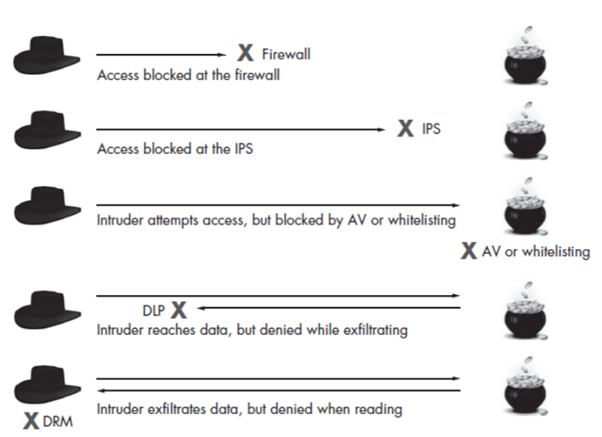 X Firewall
Access blocked at the firewall
X IPS
Access blocked at the IPS
Intruder attempts access, but blocked by AV or whitelisting
X AV or whitelisting
DLP X
Intruder reaches data, but denied while exfiltrating
Intruder exfiltrates data, but denied when reading
X DRM